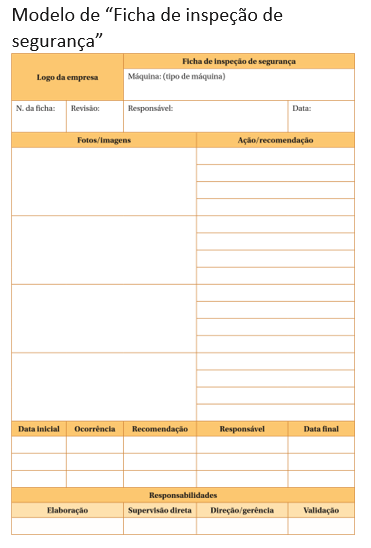 Modelo de “Ficha de inspeção de
segurança”
Logo da empresa
Ficha de inspeção de segurança
Máquina: (tipo de máquina)
N. da ficha: Revisão: Responsável: Data:
Fotos/imagens Ação/recomendação
Data inicial Ocorrência Recomendação Responsável Data final
Responsabilidades
Elaboração Supervisão direta Direção/gerência Validação